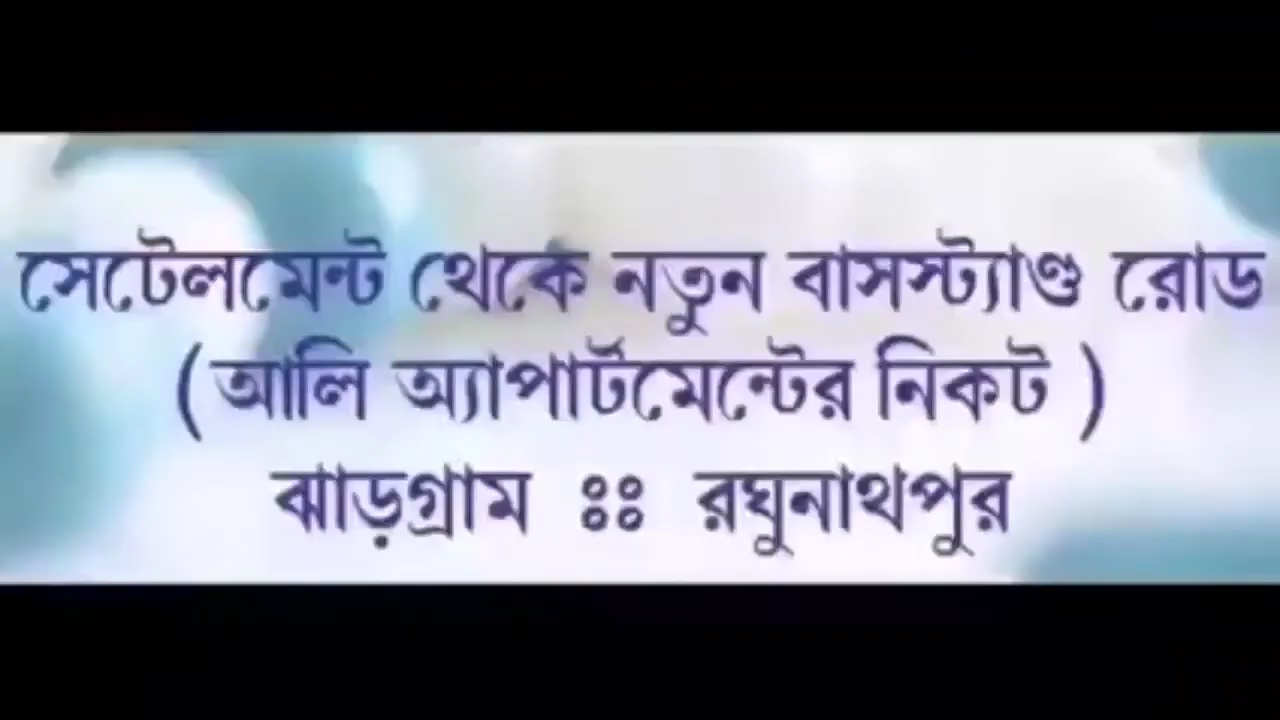 সেটেলমেন্ট থেকে নতুন বাসস্ট্যাণ্ড রোড
( আলি অ্যাপার্টমেন্টের নিকট )
ঝাড়গ্রাম ঃঃ রঘুনাথপুর